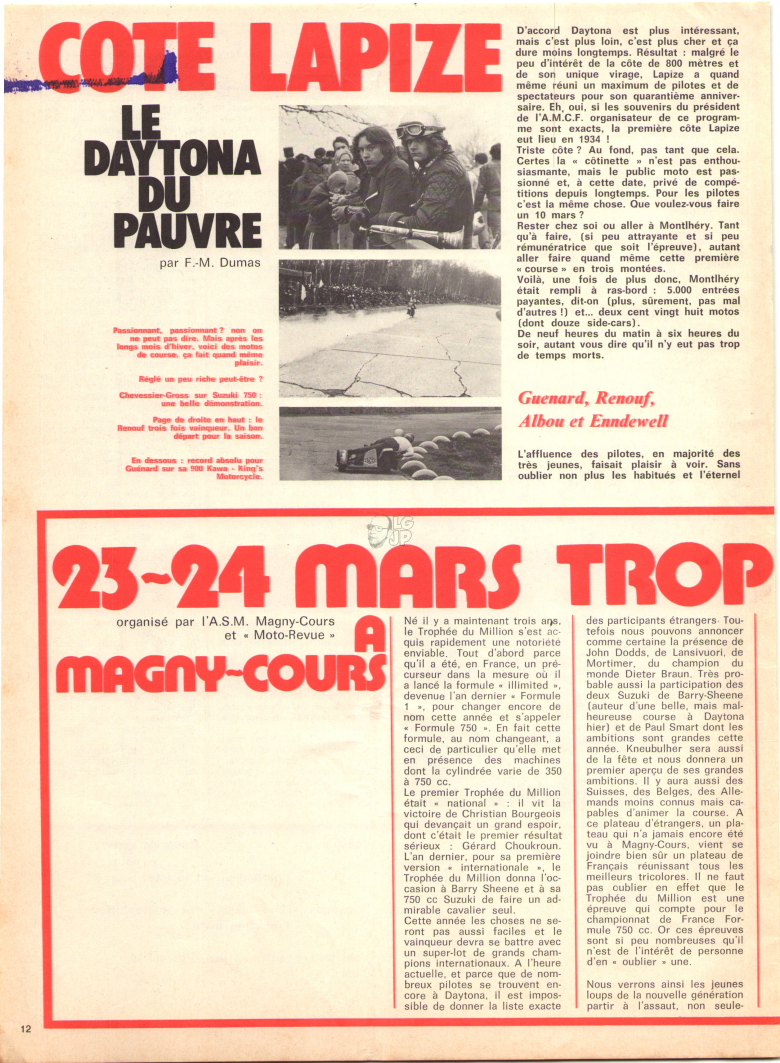 COTE LAPIZE
LE
DAYTONA
DU
PAUVRE
par F.-M. Dumas
Passionnant, passionnant ? non on
ne peut pas dire. Mais après les
longs mois d'hiver, voici des motos
de course, ça fait quand même
plaisir.
Réglé un peu riche peut-être ?
Chevessier-Gross sur Suzuki 750 :
une belle démonstration.
Page de droite en haut : le
Renouf trois fois vainqueur. Un bon
départ pour la saison.
En dessous : record absolu pour
Guénard sur sa 900 Kawa - King's
Motorcycle.
D'accord Daytona est plus intéressant,
mais c'est plus loin, c'est plus cher et ça
dure moins longtemps. Résultat : malgré le
peu d'intérêt de la côte de 800 mètres et
de son unique virage, Lapize a quand
même réuni un maximum de pilotes et de
spectateurs pour son quarantième anniver-
saire. Eh, oui, si les souvenirs du président
de l'A.M.C.F. organisateur de ce program-
me sont exacts, la première côte Lapize
eut lieu en 1934 !
Triste côte ? Au fond, pas tant que cela.
Certes la « côtinette » n'est pas enthou-
siasmante, mais le public moto est pas-
sionné et, à cette date, privé de compé-
titions depuis longtemps. Pour les pilotes
c'est la même chose. Que voulez-vous faire
un 10 mars ?
Rester chez soi ou aller à Montlhéry. Tant
qu'à faire, (si peu attrayante et si peu
rémunératrice que soit l'épreuve), autant
aller faire quand même cette première
« course » en trois montées.
Voilà, une fois de plus donc, Montlhéry
était rempli à ras-bord : 5.000 entrées
payantes, dit-on (plus, sûrement, pas mal
d'autres !) et... deux cent vingt huit motos
(dont douze side-cars).
De neuf heures du matin à six heures du
soir, autant vous dire qu'il n'y eut pas trop
de temps morts.
Guenard, Renouf,
Albou et Enndewell
L'affluence des pilotes, en majorité des
très jeunes, faisait plaisir à voir. Sans
oublier non plus les habitués et l'éternel
LG
JP
23-24 MARS TROP
organisé par l'A.S.M. Magny-Cours
et « Moto-Revue »
A
MAGNY-COURS
Né il y a maintenant trois ans,
le Trophée du Million s'est ac-
quis rapidement une notoriété
enviable. Tout d'abord parce
qu'il a été, en France, un pré-
curseur dans la mesure où il
a lancé la formule « illimited »,
devenue l'an dernier « Formule
1 », pour changer encore de
nom cette année et s'appeler
« Formule 750 ». En fait cette
formule, au nom changeant, a
ceci de particulier qu'elle met
en présence des machines
dont la cylindrée varie de 350
à 750 cc.
Le premier Trophée du Million
était « national » : il vit la
victoire de Christian Bourgeois
qui devançait un grand espoir,
dont c'était le premier résultat
sérieux : Gérard Choukroun.
L'an dernier, pour sa première
version « internationale », le
Trophée du Million donna l'oc-
casion à Barry Sheene et à sa
750 cc Suzuki de faire un ad-
mirable cavalier seul.
Cette année les choses ne se-
ront pas aussi faciles et le
vainqueur devra se battre avec
un super-lot de grands cham-
pions internationaux. A l'heure
actuelle, et parce que de nom-
breux pilotes se trouvent en-
core à Daytona, il est impos-
sible de donner la liste exacte
des participants étrangers. Tou-
tefois nous pouvons annoncer
comme certaine la présence de
John Dodds, de Lansivuori, de
Mortimer, du champion du
monde Dieter Braun. Très pro-
bable aussi la participation des
deux Suzuki de Barry-Sheene
(auteur d'une belle, mais mal-
heureuse course à Daytona
hier) et de Paul Smart dont les
ambitions sont grandes cette
année. Kneubulher sera aussi
de la fête et nous donnera un
premier aperçu de ses grandes
ambitions. Il y aura aussi des
Suisses, des Belges, des Alle-
mands moins connus mais ca-
pables d'animer la course. A
ce plateau d'étrangers, un pla-
teau qui n'a jamais encore été
vu à Magny-Cours, vient se
joindre bien sûr un plateau de
Français réunissant tous les
meilleurs tricolores. Il ne faut
pas cublier en effet que le
Trophée du Million est une
épreuve qui compte pour le
championnat de France For-
mule 750 cc. Or ces épreuves
sont si peu nombreuses qu'il
n'est de l'intérêt de personne
d'en « oublier » une.
Nous verrons ainsi les jeunes
loups de la nouvelle génération
partir à l'assaut, non seule-
12